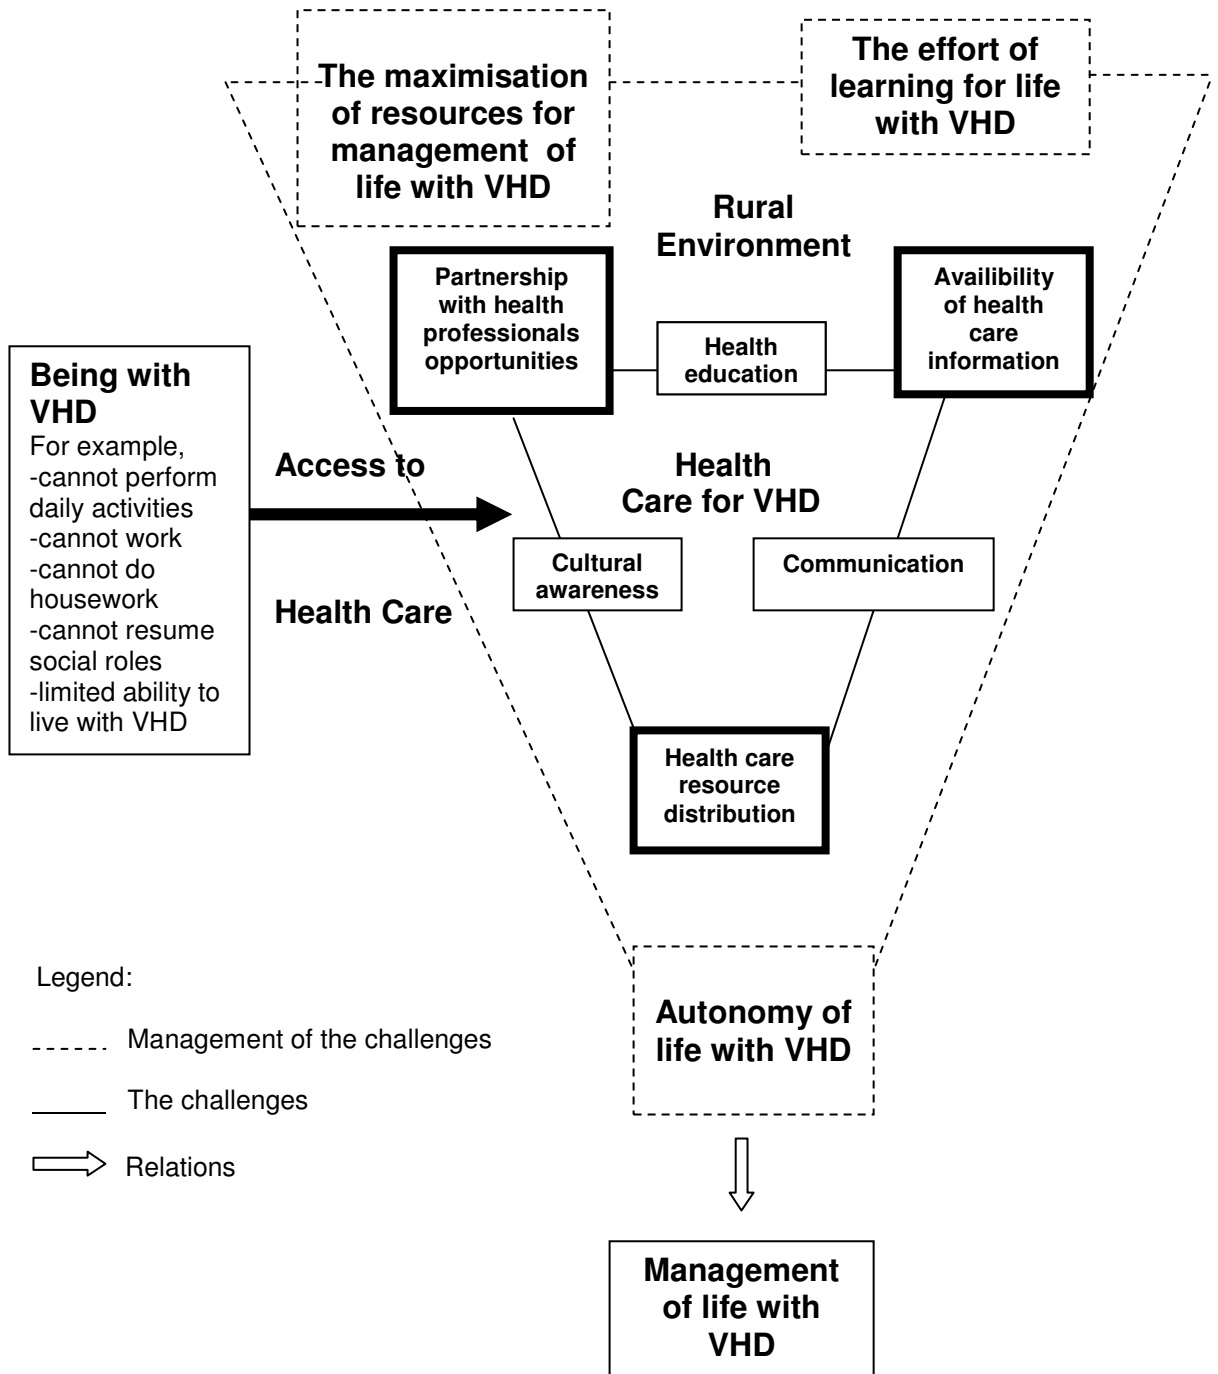 The maximisation
of resources for
management of
life with VHD
The effort of
learning for life
with VHD
Rural
Environment
Partnership
with health
professionals
opportunities
Health
education
Availibility
of health
care
information
Being with
VHD
For example,
-cannot perform
daily activities
-cannot work
-cannot do
housework
-cannot resume
social roles
-limited ability to
live with VHD
Access to
Health Care
Health
Care for VHD
Cultural
awareness
Communication
Health care
resource
distribution
Autonomy of
life with VHD
Legend:
Management of the challenges
The challenges
Relations
Management
of life with
VHD